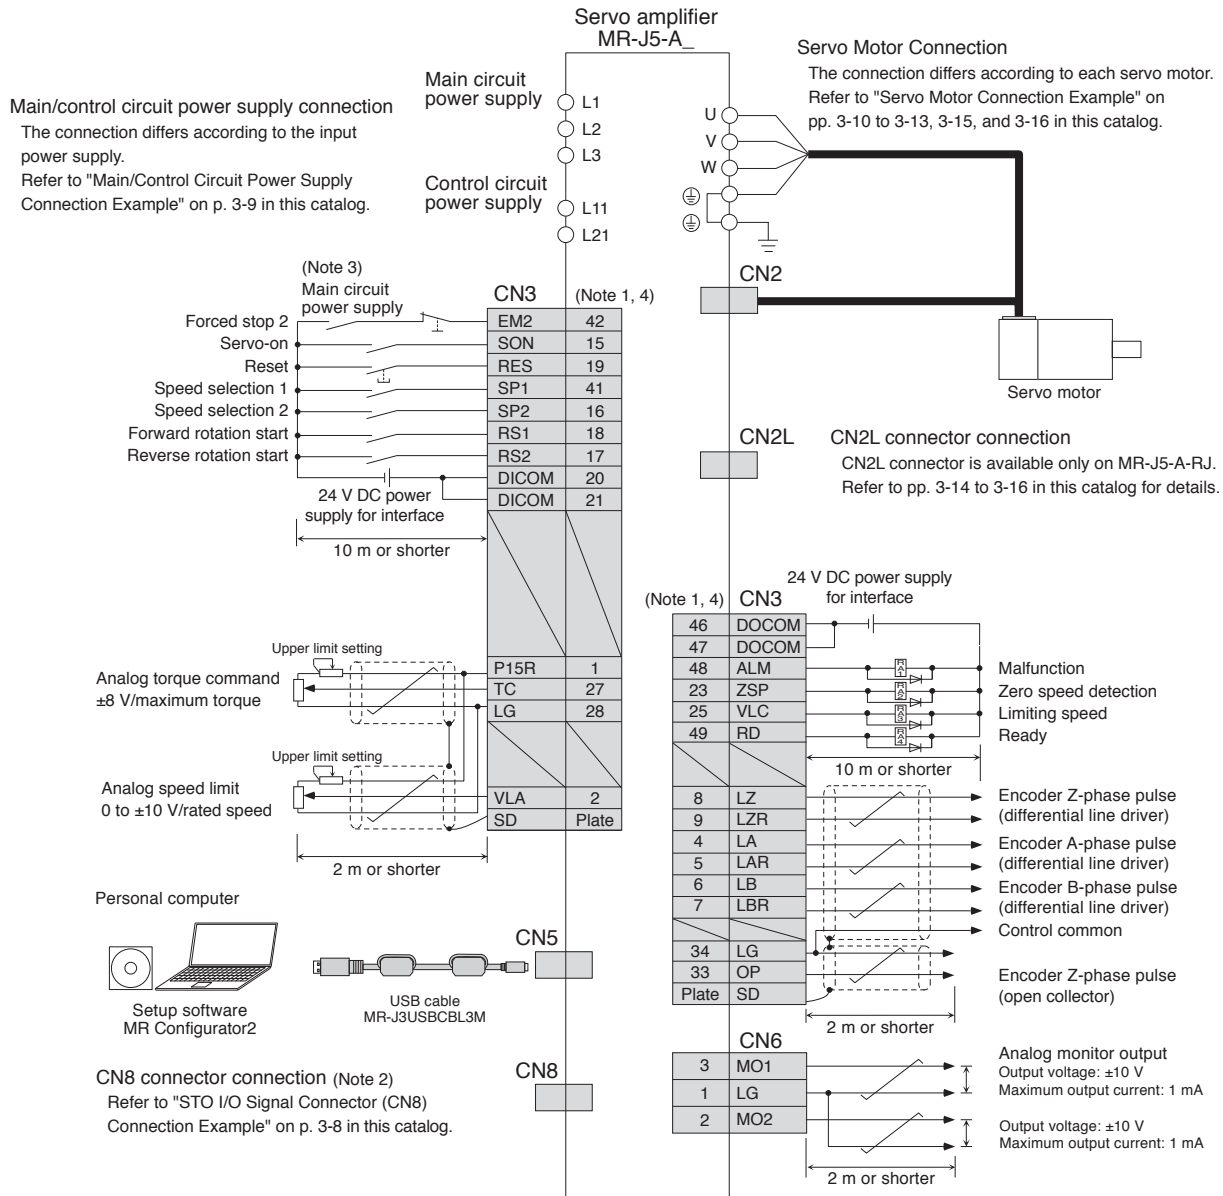 Servo amplifier
MR-J5-A_
Main circuit
power supply
L1
L2
L3
Control circuit
power supply
L11
L21
Main/control circuit power supply connection
The connection differs according to the input
power supply.
Refer to "Main/Control Circuit Power Supply
Connection Example" on p. 3-9 in this catalog.
U
V
W
Servo Motor Connection
The connection differs according to each servo motor.
Refer to "Servo Motor Connection Example" on
pp. 3-10 to 3-13, 3-15, and 3-16 in this catalog.
CN2
Servo motor
CN2L
CN2L connector connection
CN2L connector is available only on MR-J5-A-RJ.
Refer to pp. 3-14 to 3-16 in this catalog for details.
(Note 3)
Main circuit
power supply
CN3 (Note 1, 4)
Forced stop 2 EM2 42
Servo-on SON 15
Reset RES 19
Speed selection 1 SP1 41
Speed selection 2 SP2 16
Forward rotation start RS1 18
Reverse rotation start RS2 17
DICOM 20
DICOM 21
24 V DC power
supply for interface
10 m or shorter
Upper limit setting
Analog torque command
±8 V/maximum torque
P15R 1
TC 27
LG 28
Upper limit setting
Analog speed limit
0 to ±10 V/rated speed
VLA 2
SD Plate
2 m or shorter
Personal computer
Setup software
MR Configurator2
USB cable
MR-J3USBCBL3M
CN5
CN8 connector connection (Note 2)
Refer to "STO I/O Signal Connector (CN8)
Connection Example" on p. 3-8 in this catalog.
CN8
24 V DC power supply
for interface
(Note 1, 4) CN3
46 DOCOM
47 DOCOM
48 ALM RA1 Malfunction
23 ZSP RA2 Zero speed detection
25 VLC RA3 Limiting speed
49 RD RA4 Ready
10 m or shorter
8 LZ Encoder Z-phase pulse
9 LZR (differential line driver)
4 LA Encoder A-phase pulse
5 LAR (differential line driver)
6 LB Encoder B-phase pulse
7 LBR (differential line driver)
Control common
34 LG
33 OP Encoder Z-phase pulse
Plate SD (open collector)
2 m or shorter
CN6
3 MO1
1 LG
2 MO2
Analog monitor output
Output voltage: ±10 V
Maximum output current: 1 mA
Output voltage: ±10 V
Maximum output current: 1 mA
2 m or shorter